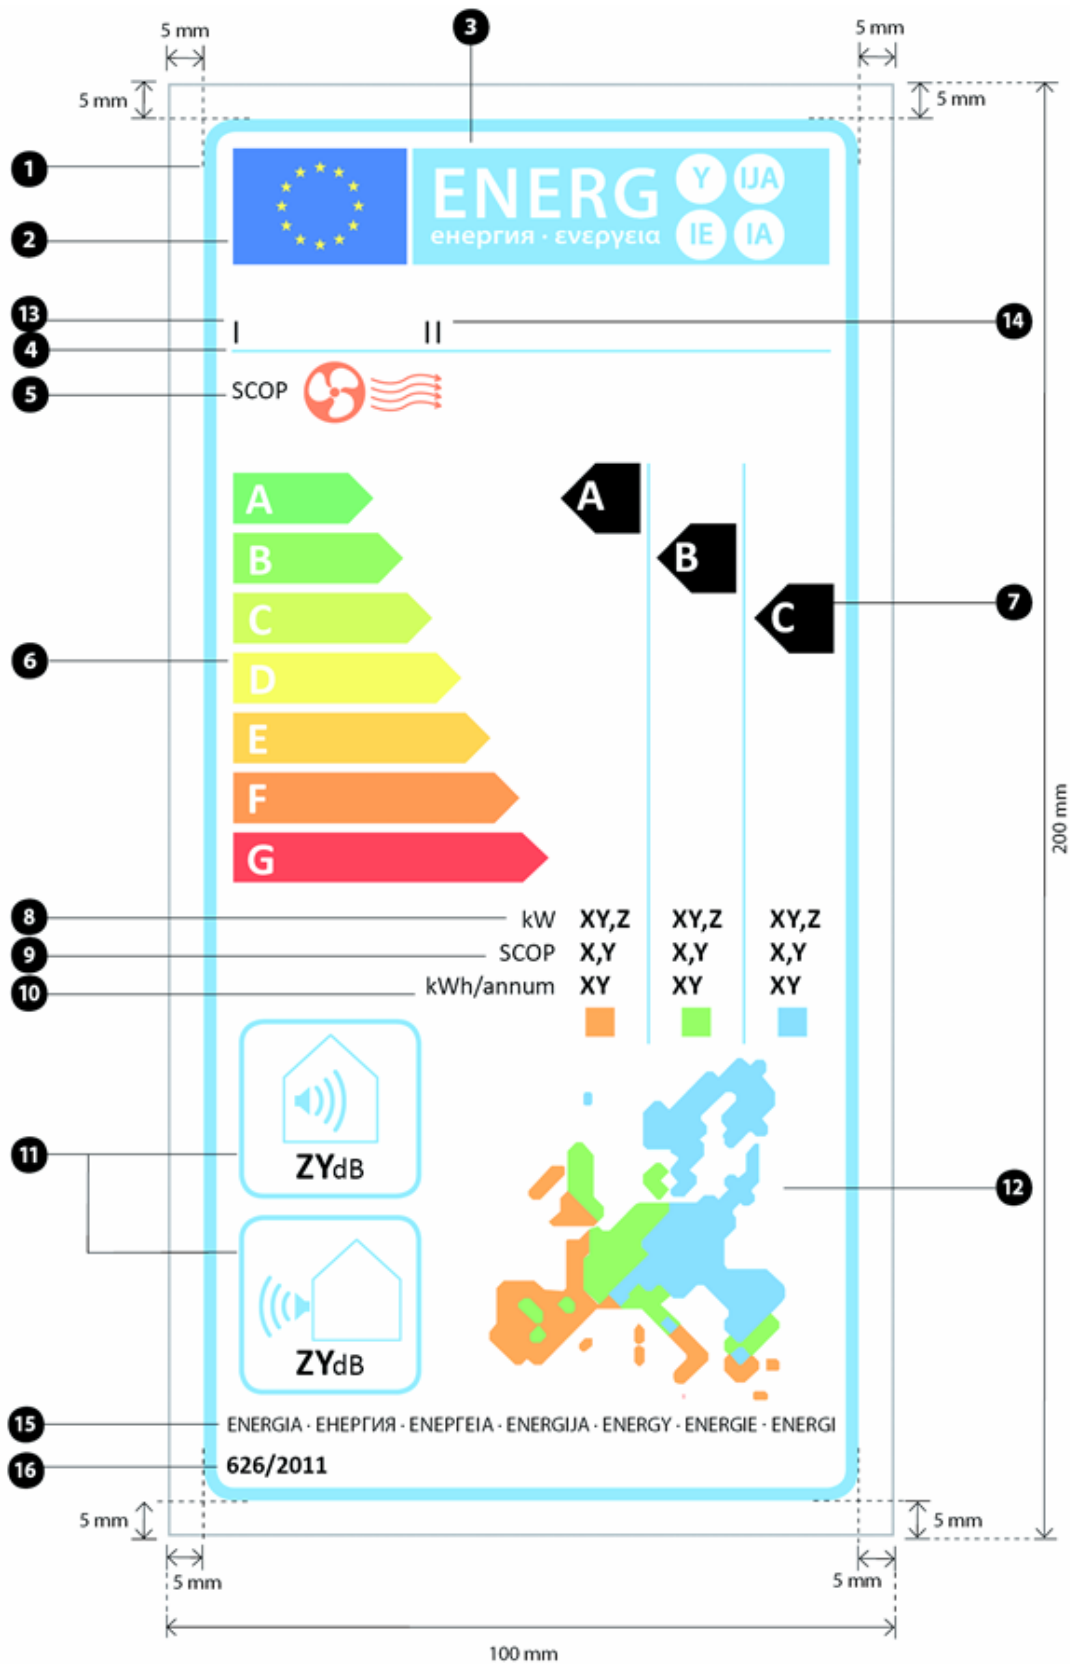 3
5 mm
5 mm
5 mm
5 mm
1
ENERG Y IJA
2
енергия · ενεργεια IE IA
13
I II
14
4
5
SCOP
A
A
B
B
C
C
7
6
D
E
F
G
200 mm
8
kW XY,Z XY,Z XY,Z
9
SCOP X,Y X,Y X,Y
10
kWh/annum XY XY XY
11
ZYdB
12
ZYdB
15
ENERGIA · ЕНЕРГИЯ · ΕΝΕΡΓΕΙΑ · ENERGIJA · ENERGY · ENERGIE · ENERGI
16
626/2011
5 mm
5 mm
5 mm
5 mm
100 mm